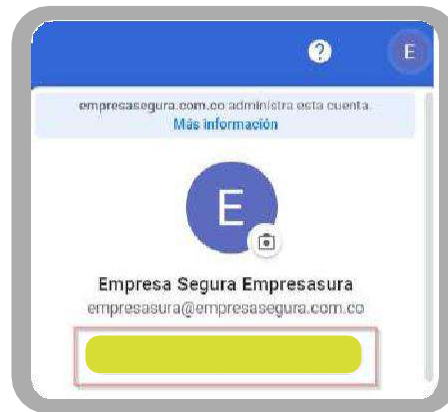 E
empresasegura.com.co administra esta cuenta.
Más información
E
Empresa Segura Empresasura
empresasura@empresasegura.com.co